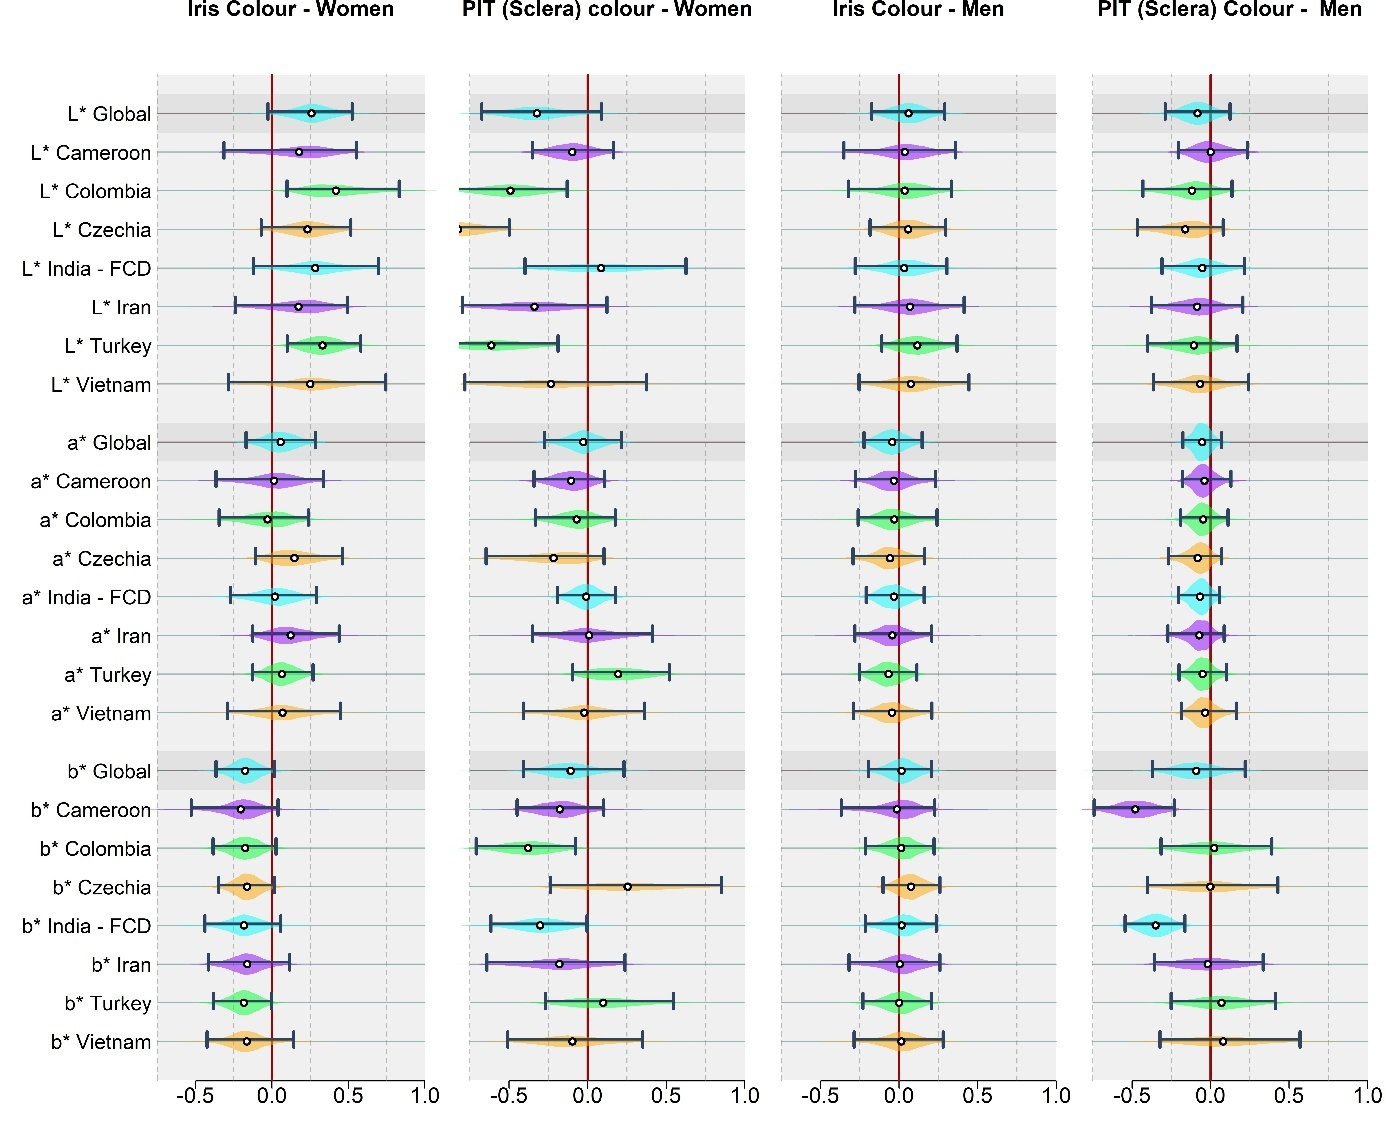 Iris Colour - Women PIT (Sclera) colour - Women Iris Colour - Men PIT (Sclera) Colour - Men
L* Global
L* Cameroon
L* Colombia
L* Czechia
L* India - FCD
L* Iran
L* Turkey
L* Vietnam
a* Global
a* Cameroon
a* Colombia
a* Czechia
a* India - FCD
a* Iran
a* Turkey
a* Vietnam
b* Global
b* Cameroon
b* Colombia
b* Czechia
b* India - FCD
b* Iran
b* Turkey
b* Vietnam
-0.5 0.0 0.5 1.0 -0.5 0.0 0.5 1.0 -0.5 0.0 0.5 1.0 -0.5 0.0 0.5 1.0